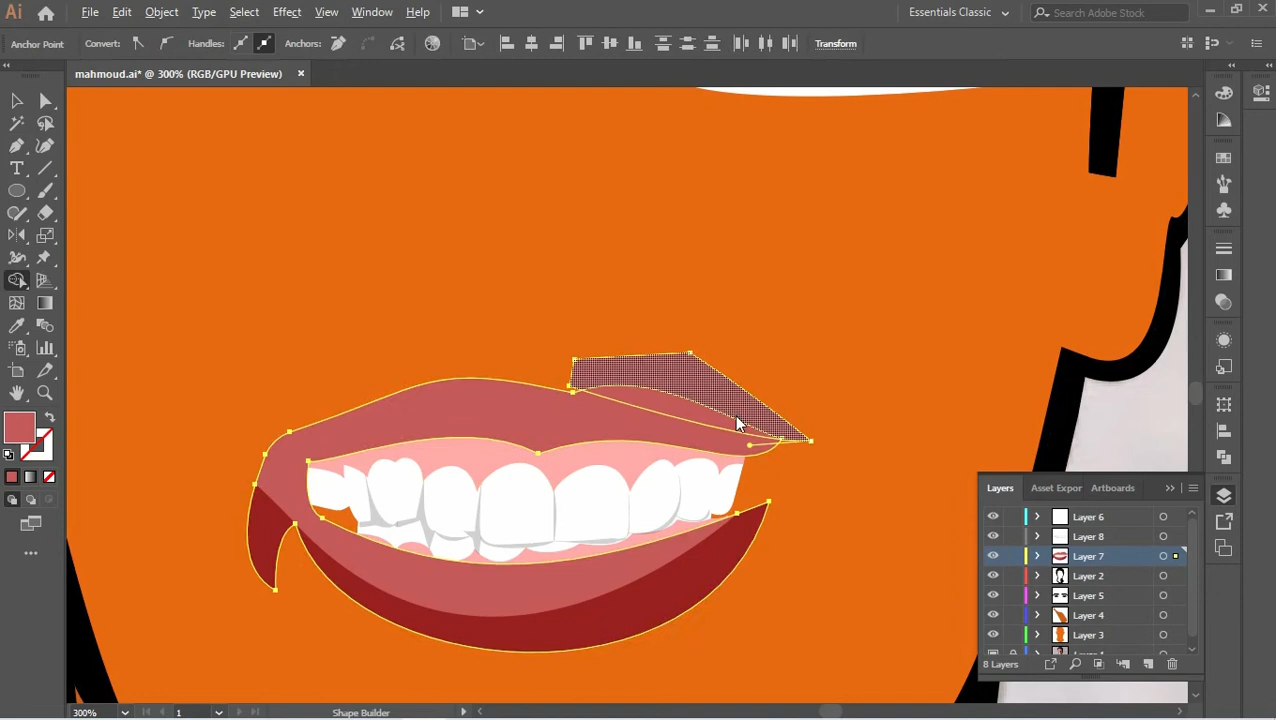 Ai File Edit Object Type Select Effect View Window Help Essentials Classic Search Adobe Stock
Anchor Point Convert: Handles: Anchors: Transform
mahmoud.ai* @ 300% (RGB/GPU Preview) ×
Layers Asset Expor Artboards
Layer 6
Layer 8
Layer 7
Layer 2
Layer 5
Layer 4
Layer 3
8 Layers
300% 1 Shape Builder